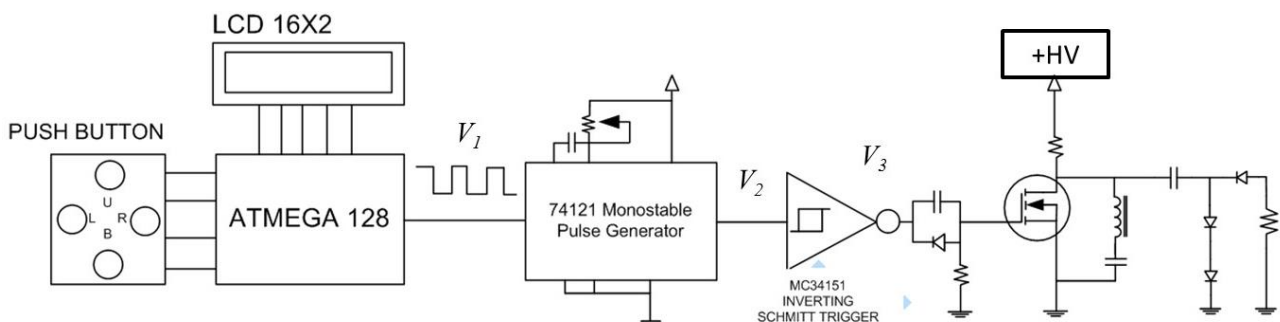 LCD 16X2
+HV
PUSH BUTTON
V1
V3
U
L R
B
ATMEGA 128
V2
74121 Monostable
Pulse Generator
MC34151
INVERTING
SCHMITT TRIGGER